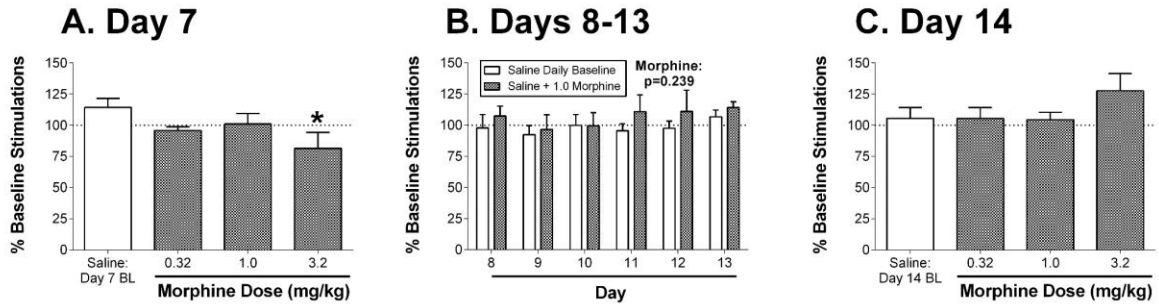 A. Day 7
% Baseline Stimulations
150
125
100
75
50
25
0
*
Saline:
Day 7 BL
0.32
1.0
3.2
Morphine Dose (mg/kg)
B. Days 8-13
% Baseline Stimulations
150
125
100
75
50
25
0
Saline Daily Baseline
Saline + 1.0 Morphine
Morphine:
p=0.239
8
9
10
11
12
13
Day
C. Day 14
% Baseline Stimulations
150
125
100
75
50
25
0
Saline:
Day 14 BL
0.32
1.0
3.2
Morphine Dose (mg/kg)